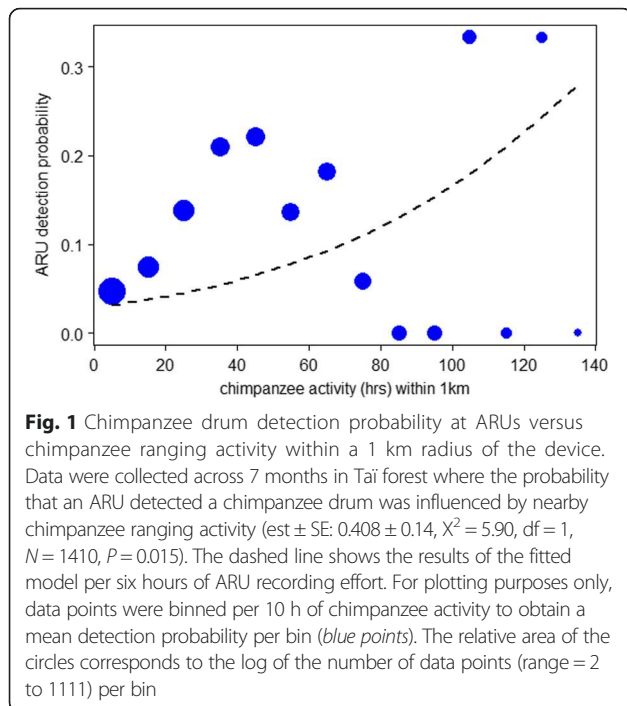 0.3
0.2
0.1
0.0
ARU detection probability
0 20 40 60 80 100 120 140
chimpanzee activity (hrs) within 1km
Fig. 1 Chimpanzee drum detection probability at ARUs versus
chimpanzee ranging activity within a 1 km radius of the device.
Data were collected across 7 months in Taï forest where the probability
that an ARU detected a chimpanzee drum was influenced by nearby
chimpanzee ranging activity (est ± SE: 0.408 ± 0.14, X² = 5.90, df = 1,
N = 1410, P = 0.015). The dashed line shows the results of the fitted
model per six hours of ARU recording effort. For plotting purposes only,
data points were binned per 10 h of chimpanzee activity to obtain a
mean detection probability per bin (blue points). The relative area of the
circles corresponds to the log of the number of data points (range = 2
to 1111) per bin